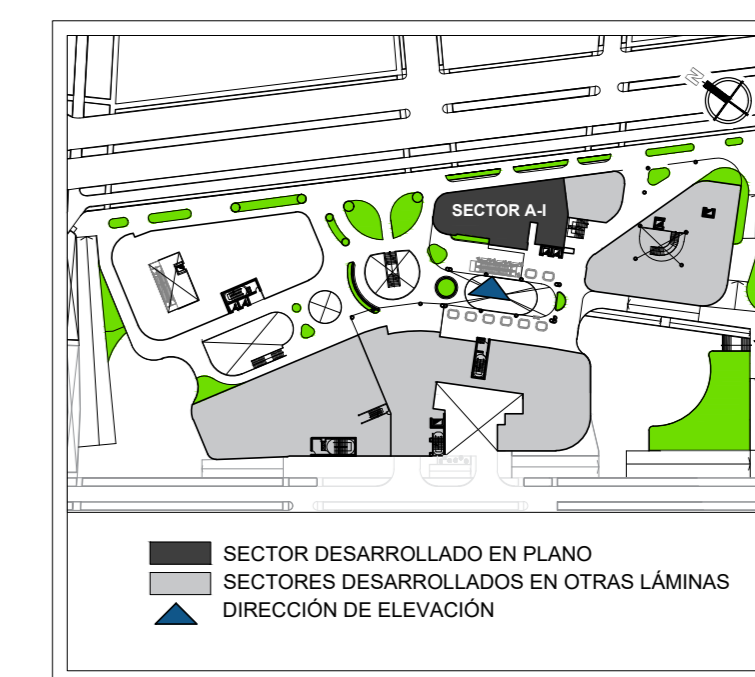 N
SECTOR A-I
SECTOR DESARROLLADO EN PLANO
SECTORES DESARROLLADOS EN OTRAS LÁMINAS
DIRECCIÓN DE ELEVACIÓN